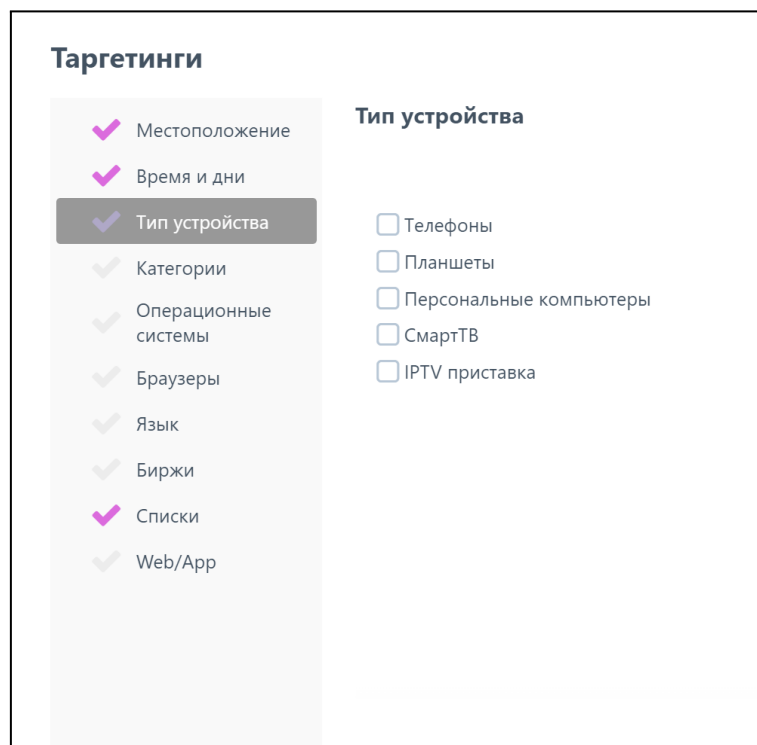 Таргетинги
Местоположение
Время и дни
Тип устройства
Категории
Операционные
системы
Браузеры
Язык
Биржи
Списки
Web/App
Тип устройства
Телефоны
Планшеты
Персональные компьютеры
СмартТВ
IPTV приставка